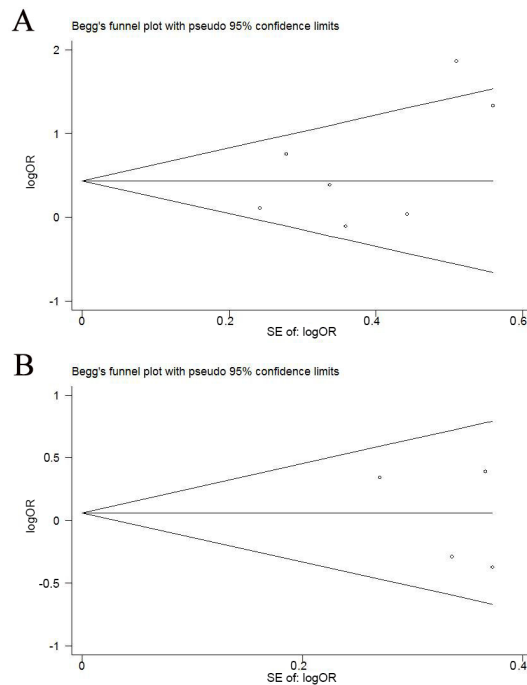 A
Begg's funnel plot with pseudo 95% confidence limits
2
1
0
-1
logOR
0 0.2 0.4 0.6
SE of: logOR
B
Begg's funnel plot with pseudo 95% confidence limits
1
0.5
0
-0.5
-1
logOR
0 0.2 0.4
SE of: logOR